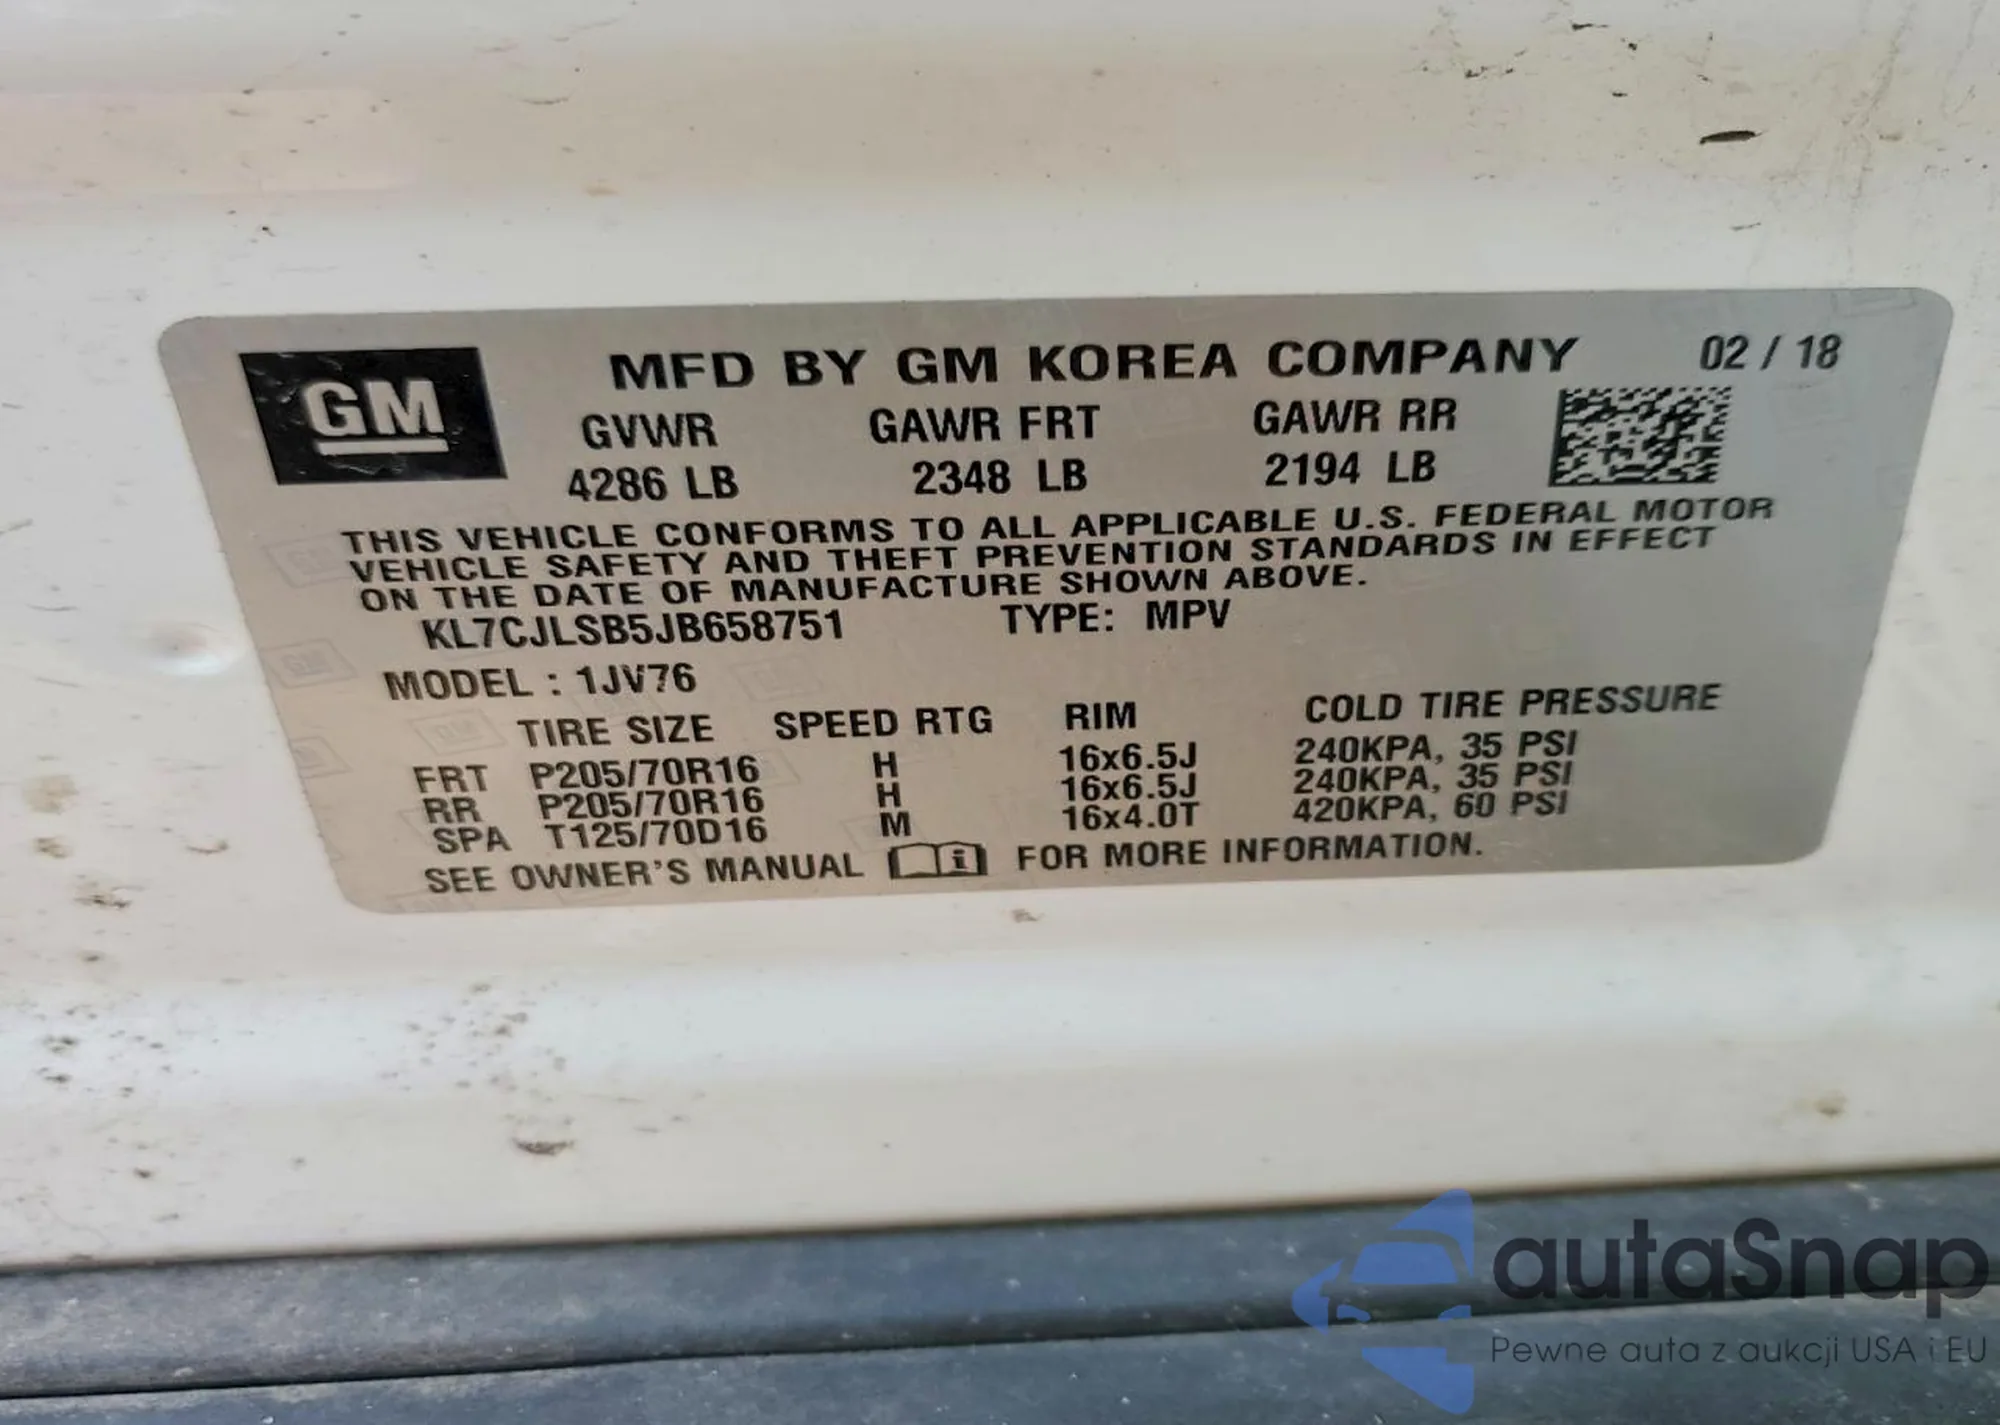 GM
MFD BY GM KOREA COMPANY 02 / 18
GVWR GAWR FRT GAWR RR
4286 LB 2348 LB 2194 LB
THIS VEHICLE CONFORMS TO ALL APPLICABLE U.S. FEDERAL MOTOR
VEHICLE SAFETY AND THEFT PREVENTION STANDARDS IN EFFECT
ON THE DATE OF MANUFACTURE SHOWN ABOVE.
KL7CJLSB5JB658751 TYPE: MPV
MODEL : 1JV76
TIRE SIZE SPEED RTG RIM COLD TIRE PRESSURE
FRT P205/70R16 H 16x6.5J 240KPA, 35 PSI
RR P205/70R16 H 16x6.5J 240KPA, 35 PSI
SPA T125/70D16 M 16x4.0T 420KPA, 60 PSI
SEE OWNER'S MANUAL i FOR MORE INFORMATION.
autaSnap
Pewne auta z aukcji USA i EU